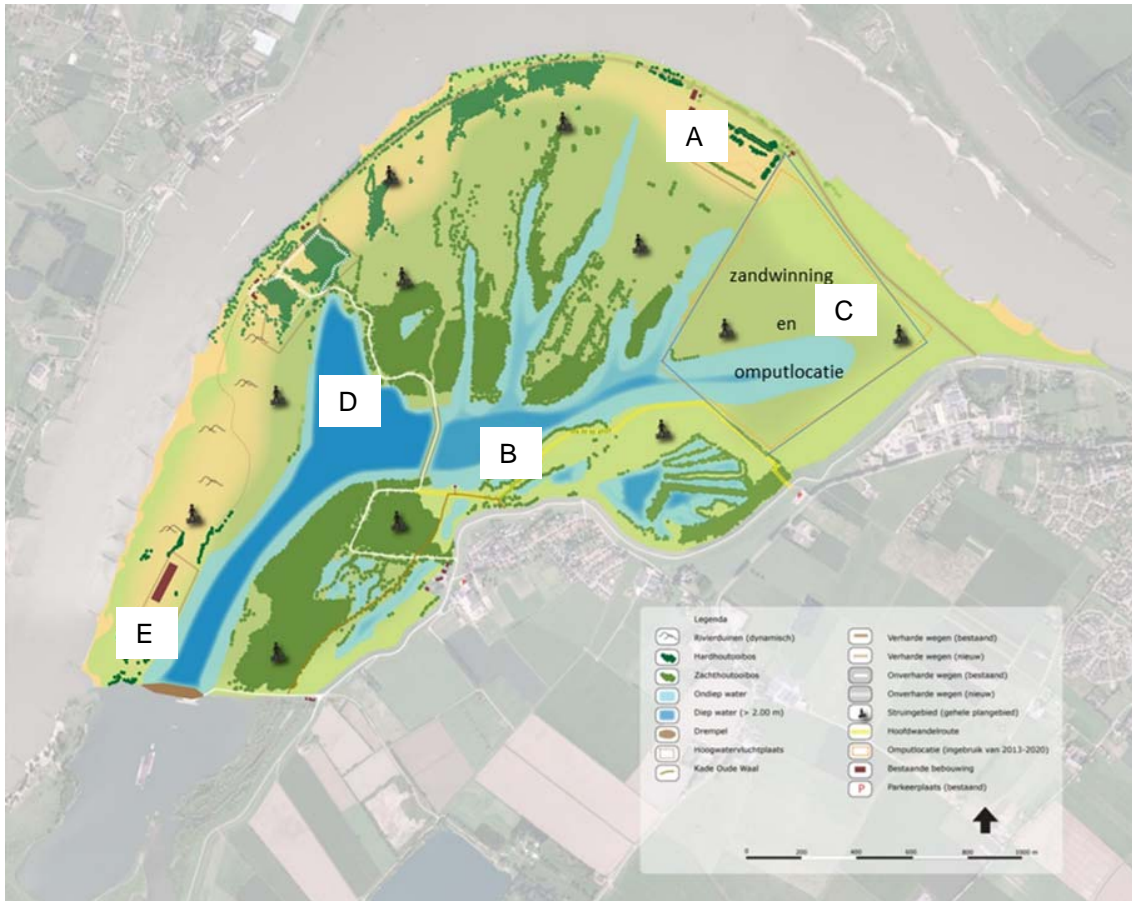 A
zandwinning
C
en
omputlocatie
D
B
E
Legenda
Rivierduinen (dynamisch)
Hardhoutooibos
Zachthoutooibos
Ondiep water
Diep water (> 2.00 m)
Drempel
Hoogwatervluchtplaats
Kade Oude Waal
Verharde wegen (bestaand)
Verharde wegen (nieuw)
Onverharde wegen (bestaand)
Onverharde wegen (nieuw)
Struingebied (gehele plangebied)
Hoofdwandelroute
Omputlocatie (ingebruik van 2013-2020)
Bestaande bebouwing
P Parkeerplaats (bestaand)
0 200 400 600 800 1000 m